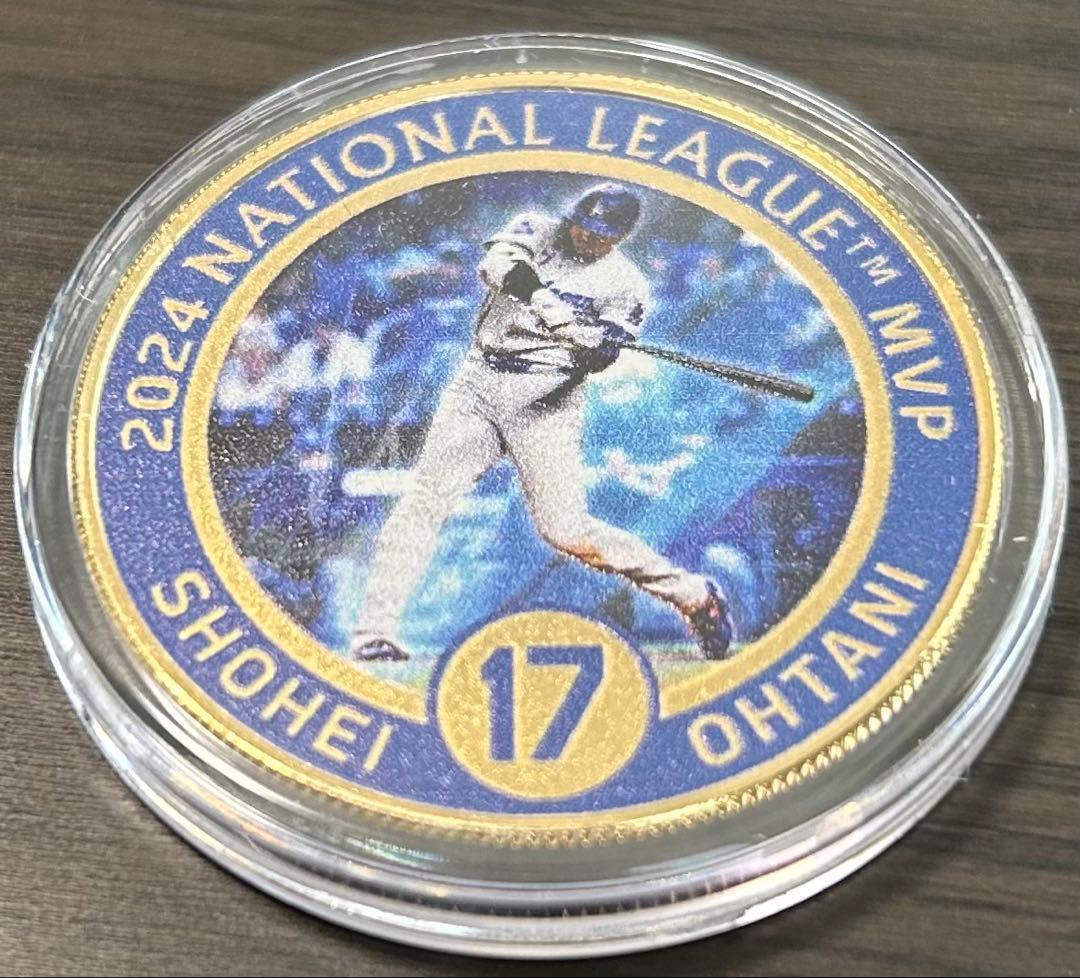 2024 NATIONAL LEAGUE™ MVP
SHOHEI
17
OHTANI